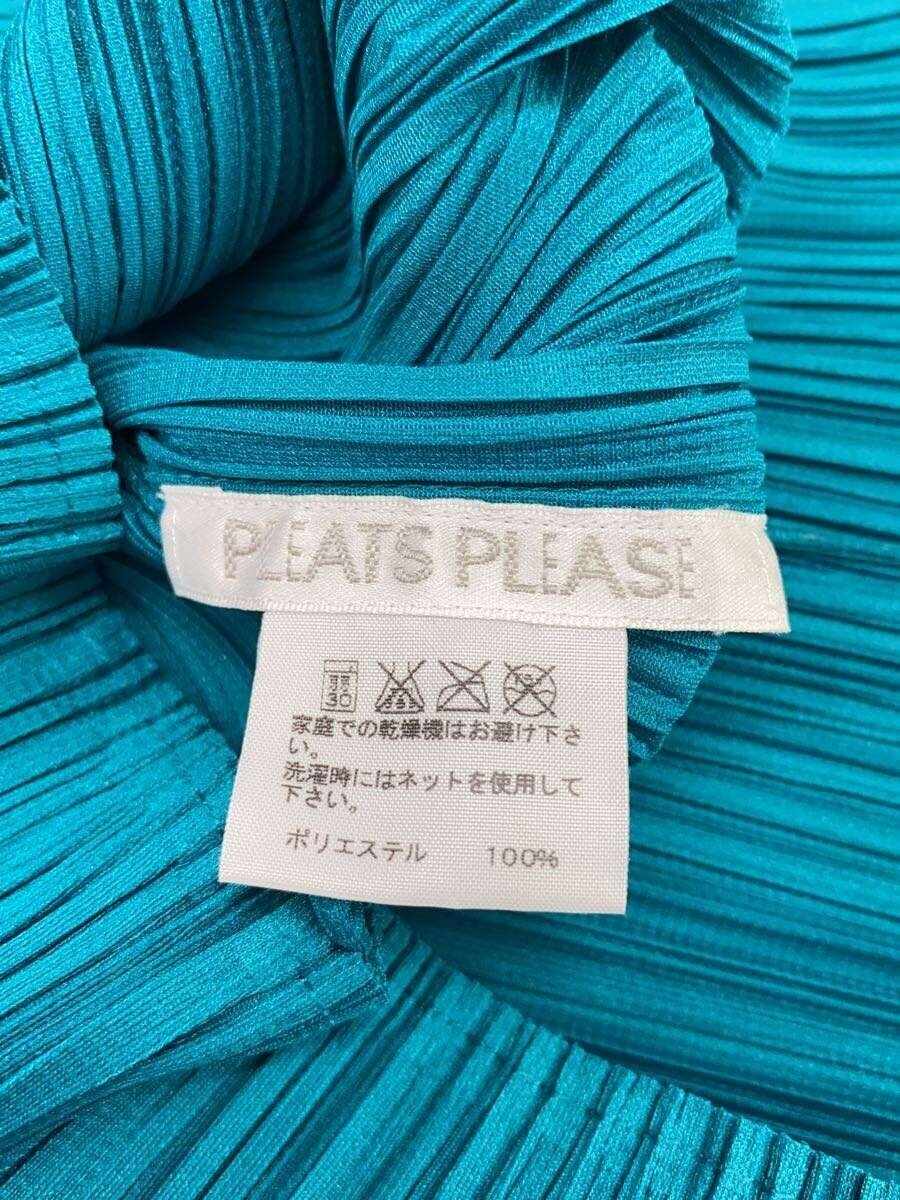 PLEATS PLEASE
30
家庭での乾燥機はお避け下さ
い。
洗濯時にはネットを使用して
下さい。
ポリエステル 100%